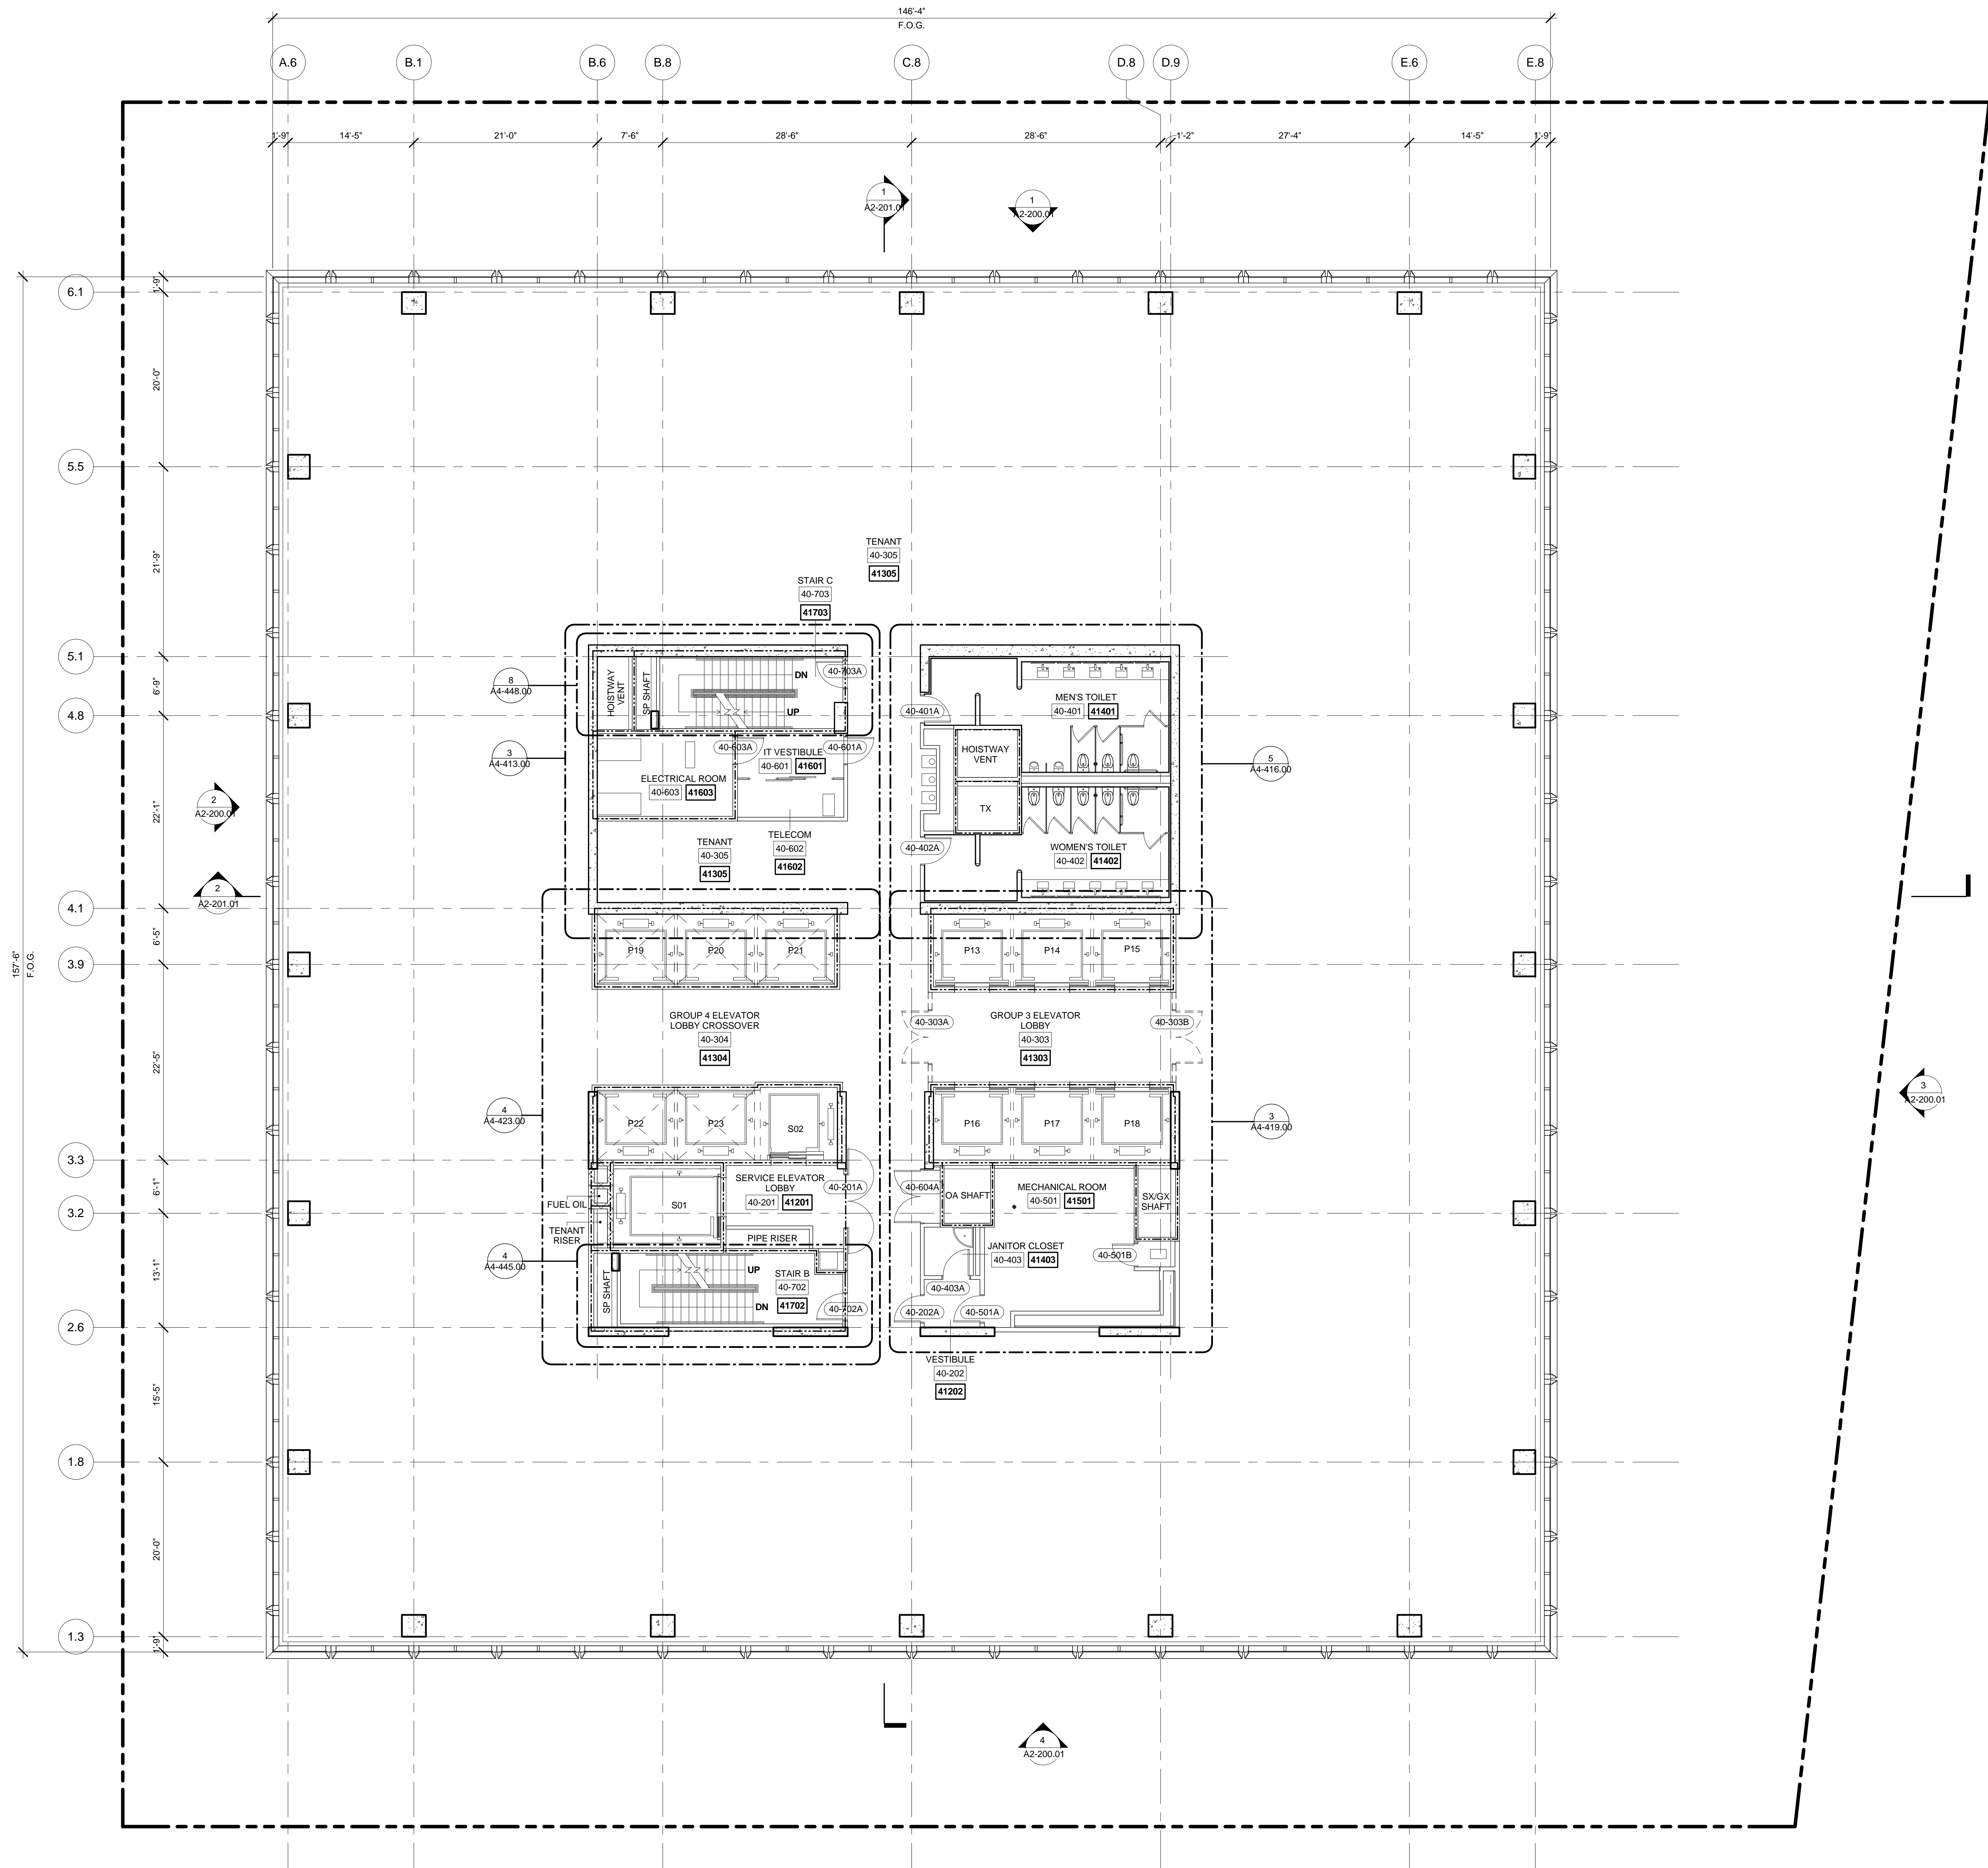 146'-4"
F.O.G.
A.6
B.1
B.6
B.8
C.8
D.8
D.9
E.6
E.8
1'-9"
14'-5"
21'-0"
7'-6"
28'-6"
28'-6"
1'-2"
27'-4"
14'-5"
1'-9"
1
A2-201.01
1
A2-200.01
6.1
5.5
5.1
4.8
4.1
3.9
3.3
3.2
2.6
1.8
1.3
1'-9"
20'-0"
21'-9"
6'-9"
22'-1"
6'-5"
22'-5"
6'-1"
13'-1"
15'-5"
20'-0"
1'-9"
157'-6"
F.O.G.
2
A2-200.01
2
A2-201.01
3
A2-200.01
4
A2-200.01
TENANT
40-305
41305
STAIR C
40-703
41703
8
A4-448.00
3
A4-413.00
HOISTWAY
VENT
SP SHAFT
DN
UP
40-703A
40-603A
40-601A
IT VESTIBULE
40-601
41601
ELECTRICAL ROOM
40-603
41603
TELECOM
40-602
41602
TENANT
40-305
41305
40-401A
MEN'S TOILET
40-401
41401
HOISTWAY
VENT
TX
5
A4-416.00
40-402A
WOMEN'S TOILET
40-402
41402
P19
P20
P21
P13
P14
P15
GROUP 4 ELEVATOR
LOBBY CROSSOVER
40-304
41304
40-303A
GROUP 3 ELEVATOR
LOBBY
40-303
41303
40-303B
4
A4-423.00
3
A4-419.00
P22
P23
S02
P16
P17
P18
SERVICE ELEVATOR
LOBBY
40-201
41201
40-201A
S01
FUEL OIL
TENANT
RISER
PIPE RISER
40-604A
OA SHAFT
MECHANICAL ROOM
40-501
41501
SX/GX
SHAFT
4
A4-445.00
SP SHAFT
UP
DN
STAIR B
40-702
41702
40-702A
JANITOR CLOSET
40-403
41403
40-501B
40-403A
40-202A
40-501A
VESTIBULE
40-202
41202